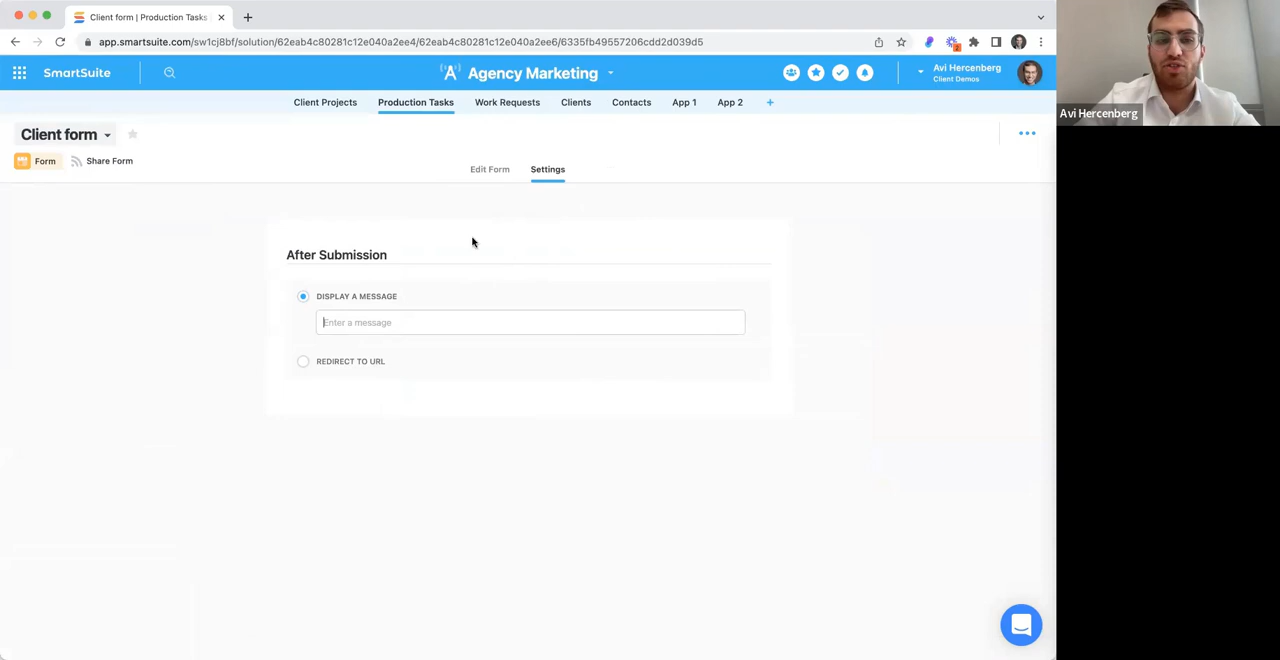 Client form | Production Tasks
app.smartsuite.com/sw1cj8bf/solution/62eab4c80281c12e040a2ee4/62eab4c80281c12e040a2ee6/6335fb49557206cdd2d039d5
2
SmartSuite
Agency Marketing
Avi Hercenberg
Client Demos
Client Projects
Production Tasks
Work Requests
Clients
Contacts
App 1
App 2
Client form
Form
Share Form
Edit Form
Settings
After Submission
DISPLAY A MESSAGE
Enter a message
REDIRECT TO URL
Avi Hercenberg